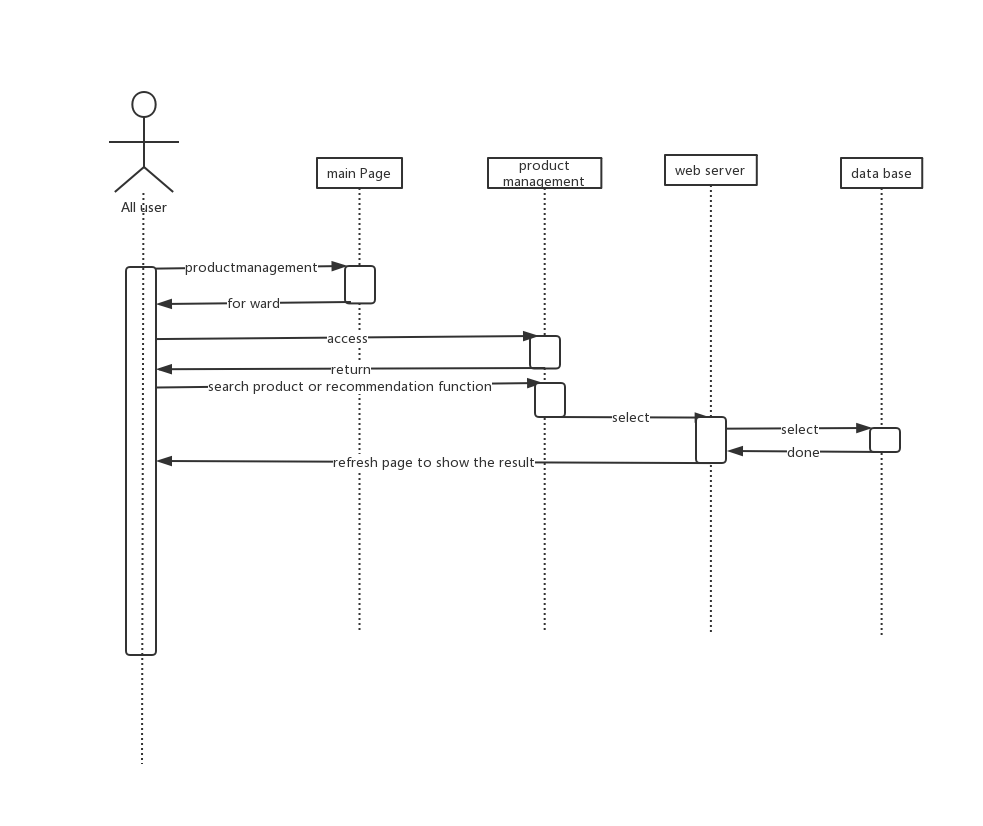 All user
main Page
product
management
web server
data base
productmanagement
for ward
access
return
search product or recommendation function
select
select
done
refresh page to show the result